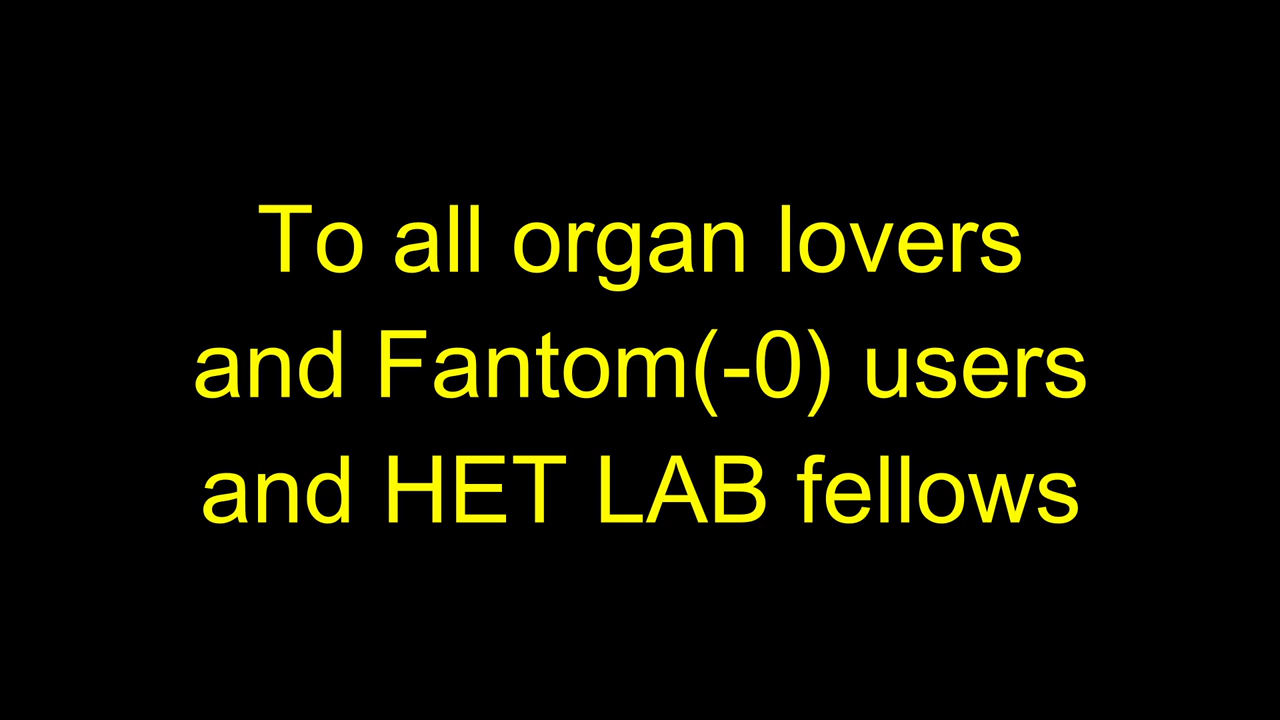 To all organ lovers
and Fantom(-0) users
and HET LAB fellows